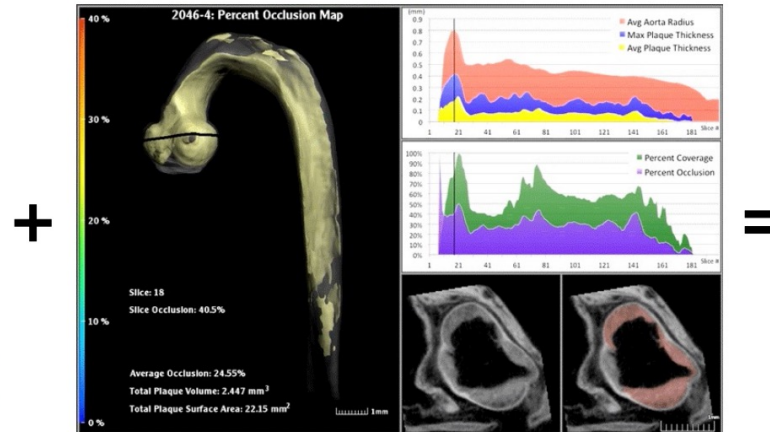 +
2046-4: Percent Occlusion Map
40 %
30 %
20 %
10 %
0 %
Slice: 18
Slice Occlusion: 40.5%
Average Occlusion: 24.55%
Total Plaque Volume: 2.447 mm³
Total Plaque Surface Area: 22.15 mm²
1mm
(mm)
0.9
0.8
0.7
0.6
0.5
0.4
0.3
0.2
0.1
0
1 21 41 61 81 101 121 141 161 181 Slice #
Avg Aorta Radius
Max Plaque Thickness
Avg Plaque Thickness
100%
90%
80%
70%
60%
50%
40%
30%
20%
10%
0%
1 21 41 61 81 101 121 141 161 181 Slice #
Percent Coverage
Percent Occlusion
=